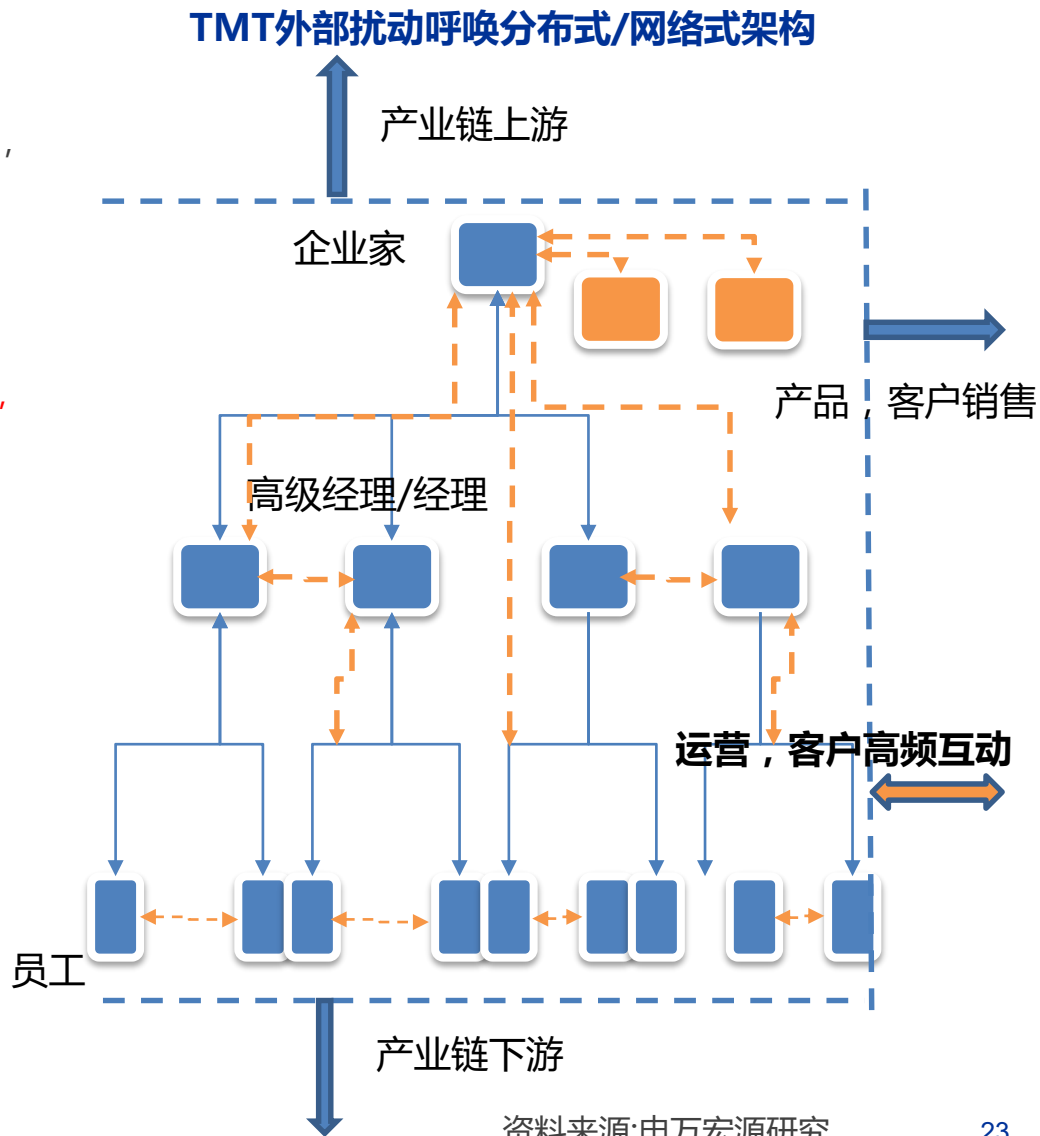 TMT外部扰动呼唤分布式/网络式架构
产业链上游
，
企业家
，
产品，客户销售
高级经理/经理
运营，客户高频互动
员工
产业链下游
资料来源:申万宏源研究
23